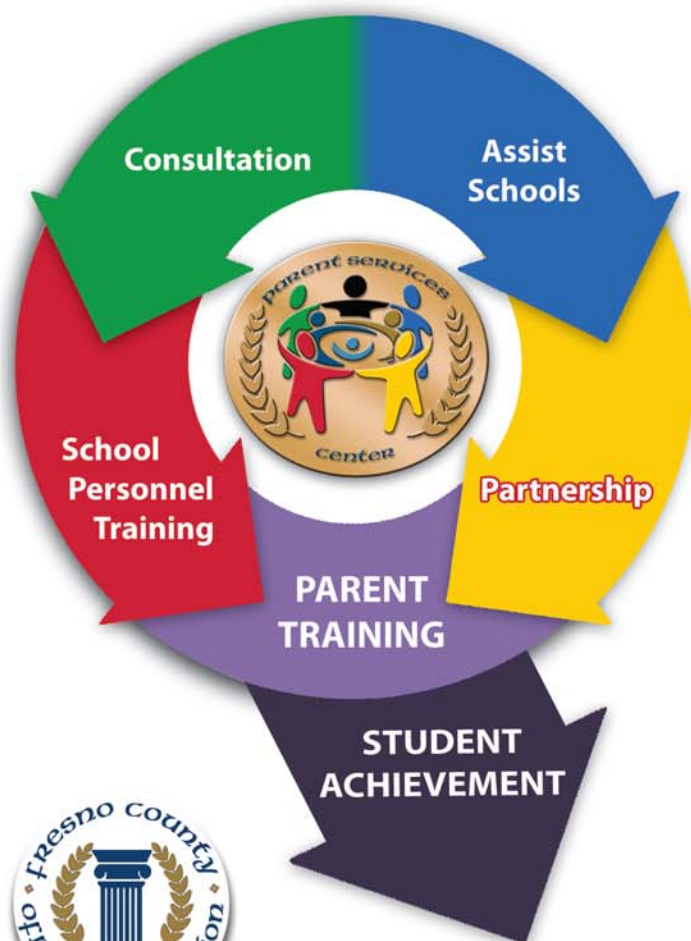 Consultation
Assist
Schools
PARENT SERVICES
CENTER
School
Personnel
Training
Partnership
PARENT
TRAINING
STUDENT
ACHIEVEMENT
FRESNO COUNTY